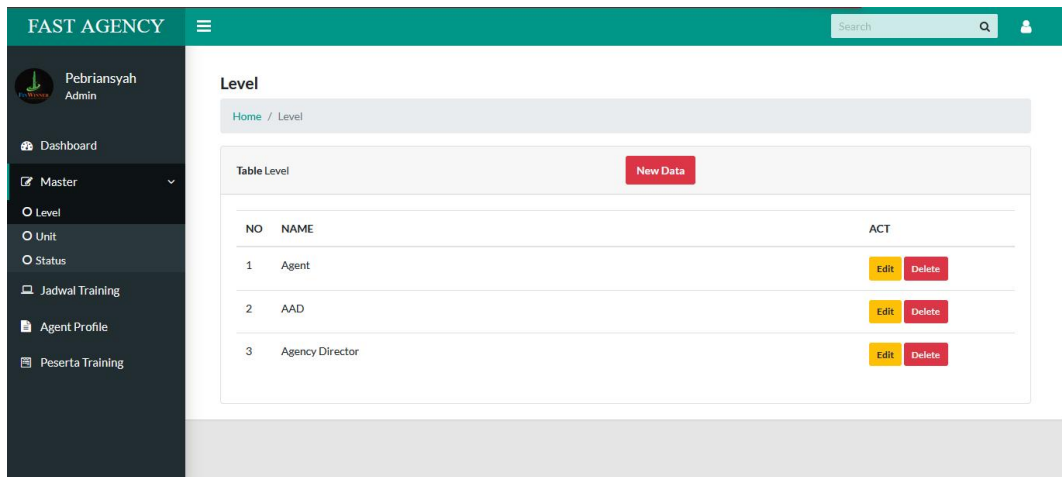 FAST AGENCY
Search
Pebriansyah
Admin
Dashboard
Master
Level
Unit
Status
Jadwal Training
Agent Profile
Peserta Training
Level
Home / Level
Table Level New Data
NO NAME ACT
1 Agent Edit Delete
2 AAD Edit Delete
3 Agency Director Edit Delete